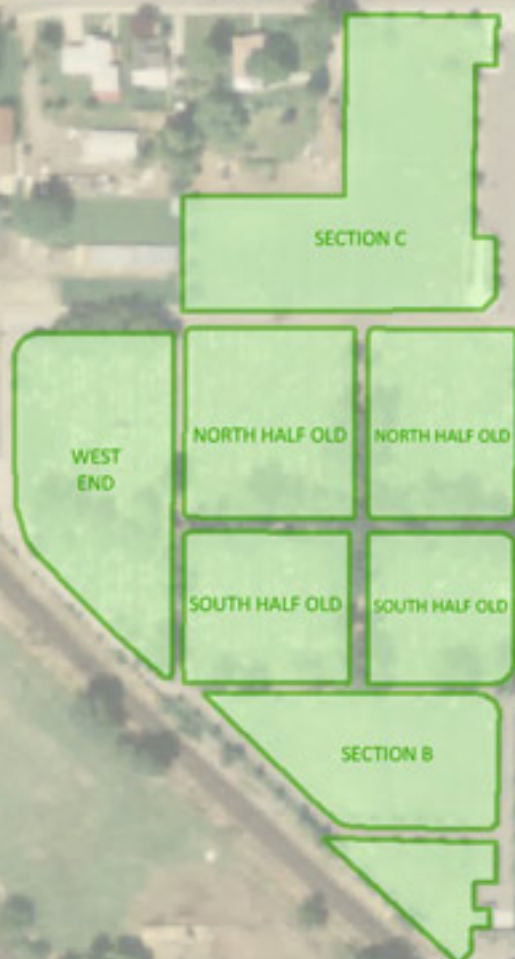 SECTION C
NORTH HALF OLD
NORTH HALF OLD
WEST
END
SOUTH HALF OLD
SOUTH HALF OLD
SECTION B